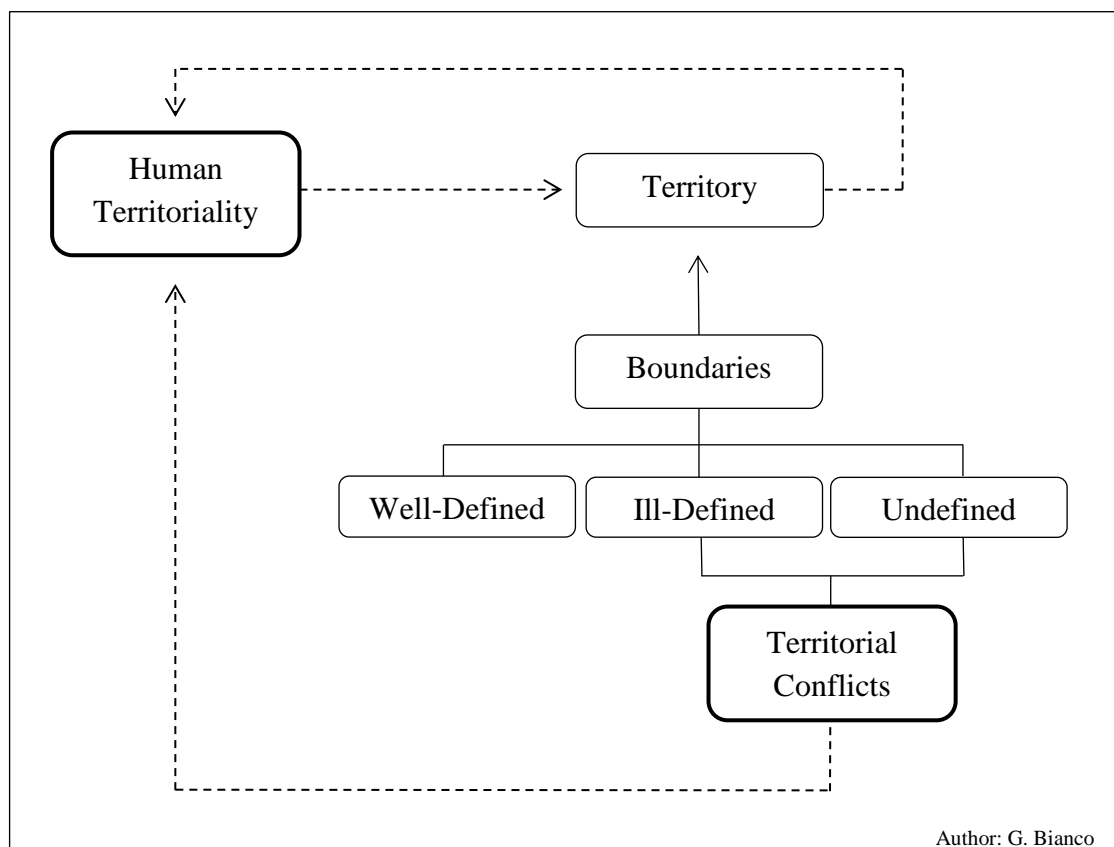 Human
Territoriality
Territory
Boundaries
Well-Defined
Ill-Defined
Undefined
Territorial
Conflicts
Author: G. Bianco